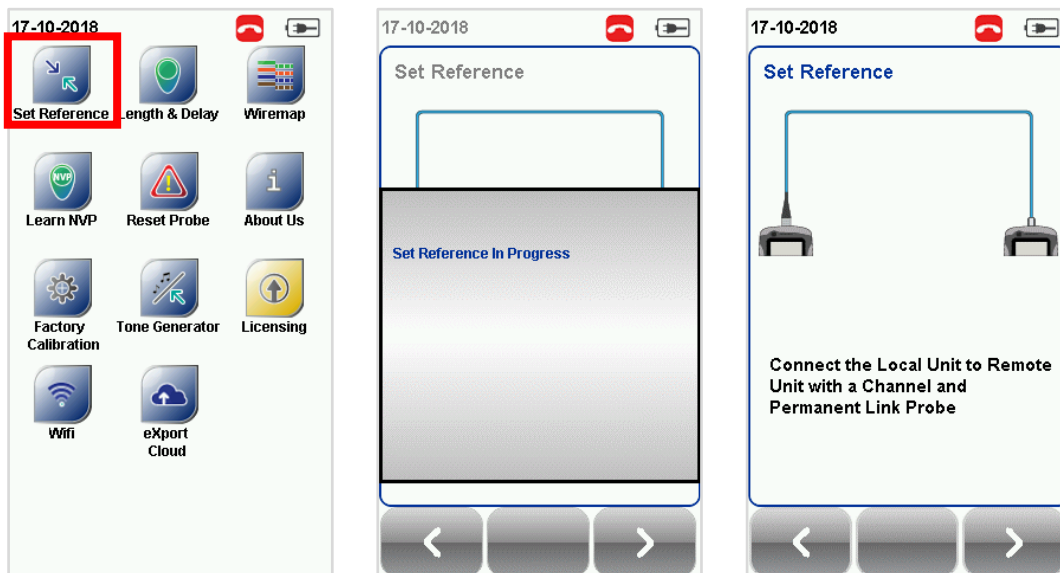 17-10-2018
Set Reference
Length & Delay
Wiremap
NVP
Learn NVP
Reset Probe
i
About Us
Factory
Calibration
Tone Generator
Licensing
Wifi
eXport
Cloud
17-10-2018
Set Reference
Set Reference In Progress
17-10-2018
Set Reference
Connect the Local Unit to Remote
Unit with a Channel and
Permanent Link Probe